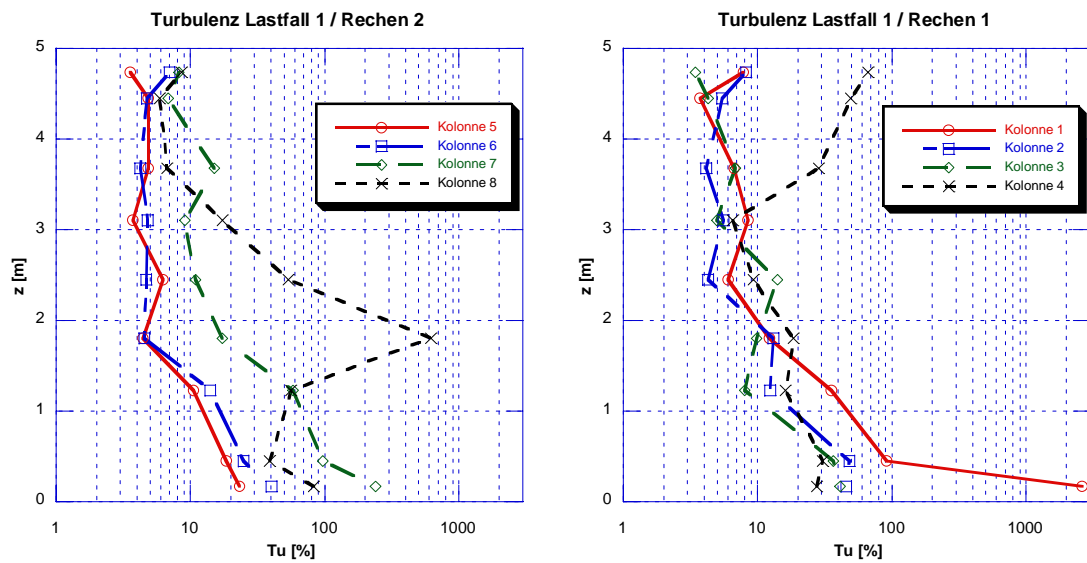 Turbulenz Lastfall 1 / Rechen 2
5
4
3
2
1
0
z [m]
1
10
100
1000
Tu [%]
Kolonne 5
Kolonne 6
Kolonne 7
Kolonne 8
Turbulenz Lastfall 1 / Rechen 1
5
4
3
2
1
0
z [m]
1
10
100
1000
Tu [%]
Kolonne 1
Kolonne 2
Kolonne 3
Kolonne 4